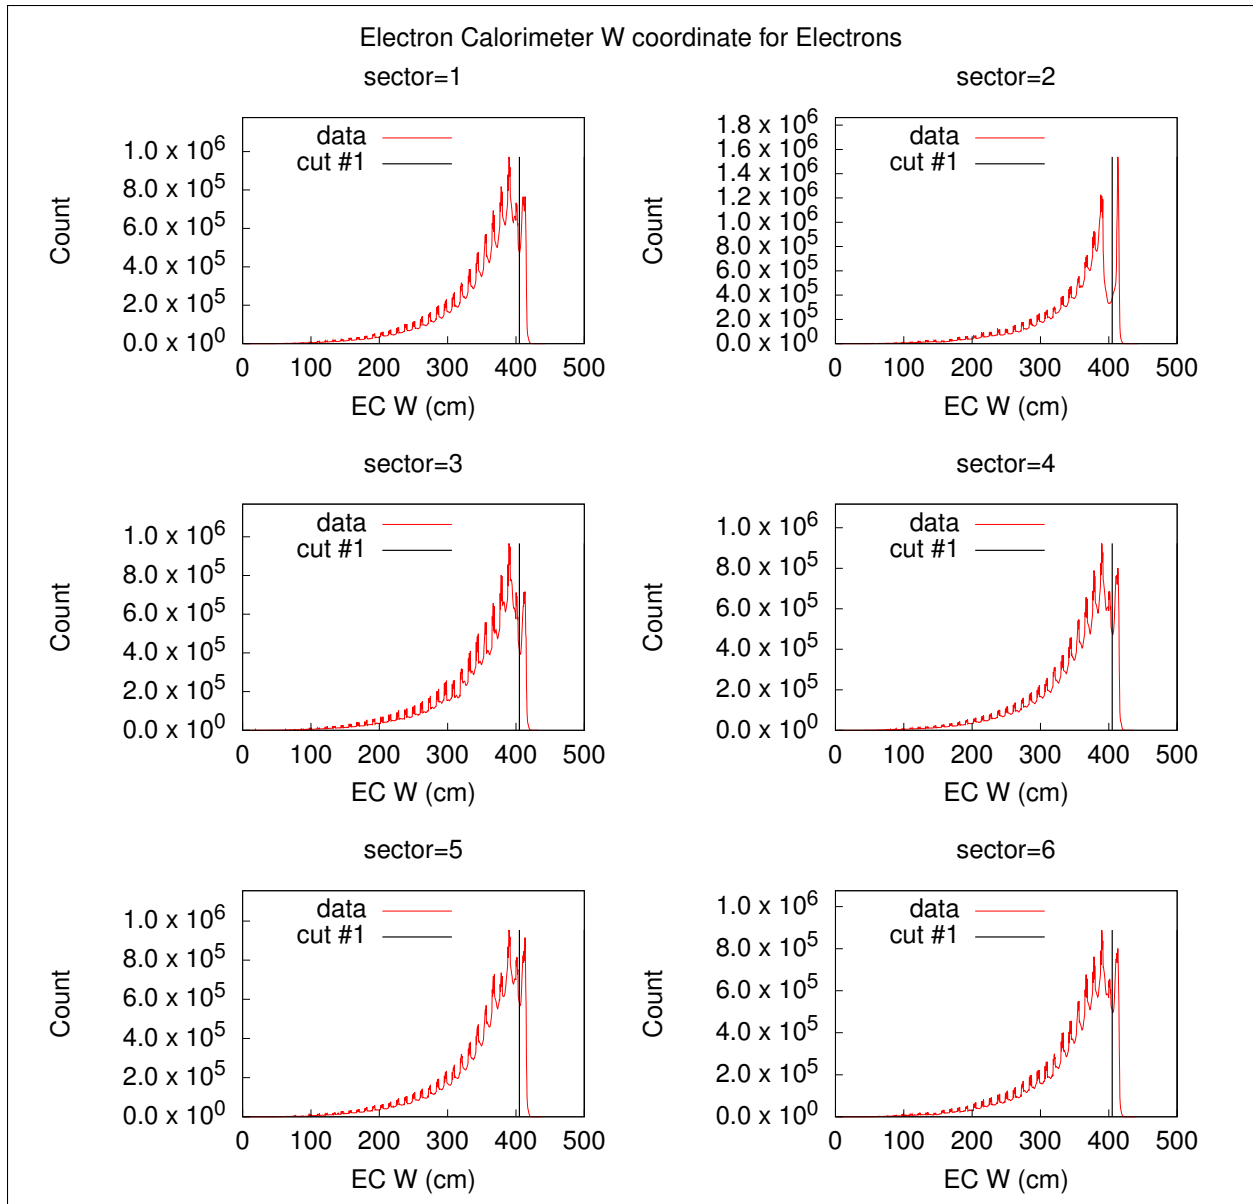 Electron Calorimeter W coordinate for Electrons
sector=1
data
cut #1
1.0 x 10^6
8.0 x 10^5
6.0 x 10^5
4.0 x 10^5
2.0 x 10^5
0.0 x 10^0
Count
0 100 200 300 400 500
EC W (cm)
sector=2
data
cut #1
1.8 x 10^6
1.6 x 10^6
1.4 x 10^6
1.2 x 10^6
1.0 x 10^6
8.0 x 10^5
6.0 x 10^5
4.0 x 10^5
2.0 x 10^5
0.0 x 10^0
Count
0 100 200 300 400 500
EC W (cm)
sector=3
data
cut #1
1.0 x 10^6
8.0 x 10^5
6.0 x 10^5
4.0 x 10^5
2.0 x 10^5
0.0 x 10^0
Count
0 100 200 300 400 500
EC W (cm)
sector=4
data
cut #1
1.0 x 10^6
8.0 x 10^5
6.0 x 10^5
4.0 x 10^5
2.0 x 10^5
0.0 x 10^0
Count
0 100 200 300 400 500
EC W (cm)
sector=5
data
cut #1
1.0 x 10^6
8.0 x 10^5
6.0 x 10^5
4.0 x 10^5
2.0 x 10^5
0.0 x 10^0
Count
0 100 200 300 400 500
EC W (cm)
sector=6
data
cut #1
1.0 x 10^6
8.0 x 10^5
6.0 x 10^5
4.0 x 10^5
2.0 x 10^5
0.0 x 10^0
Count
0 100 200 300 400 500
EC W (cm)